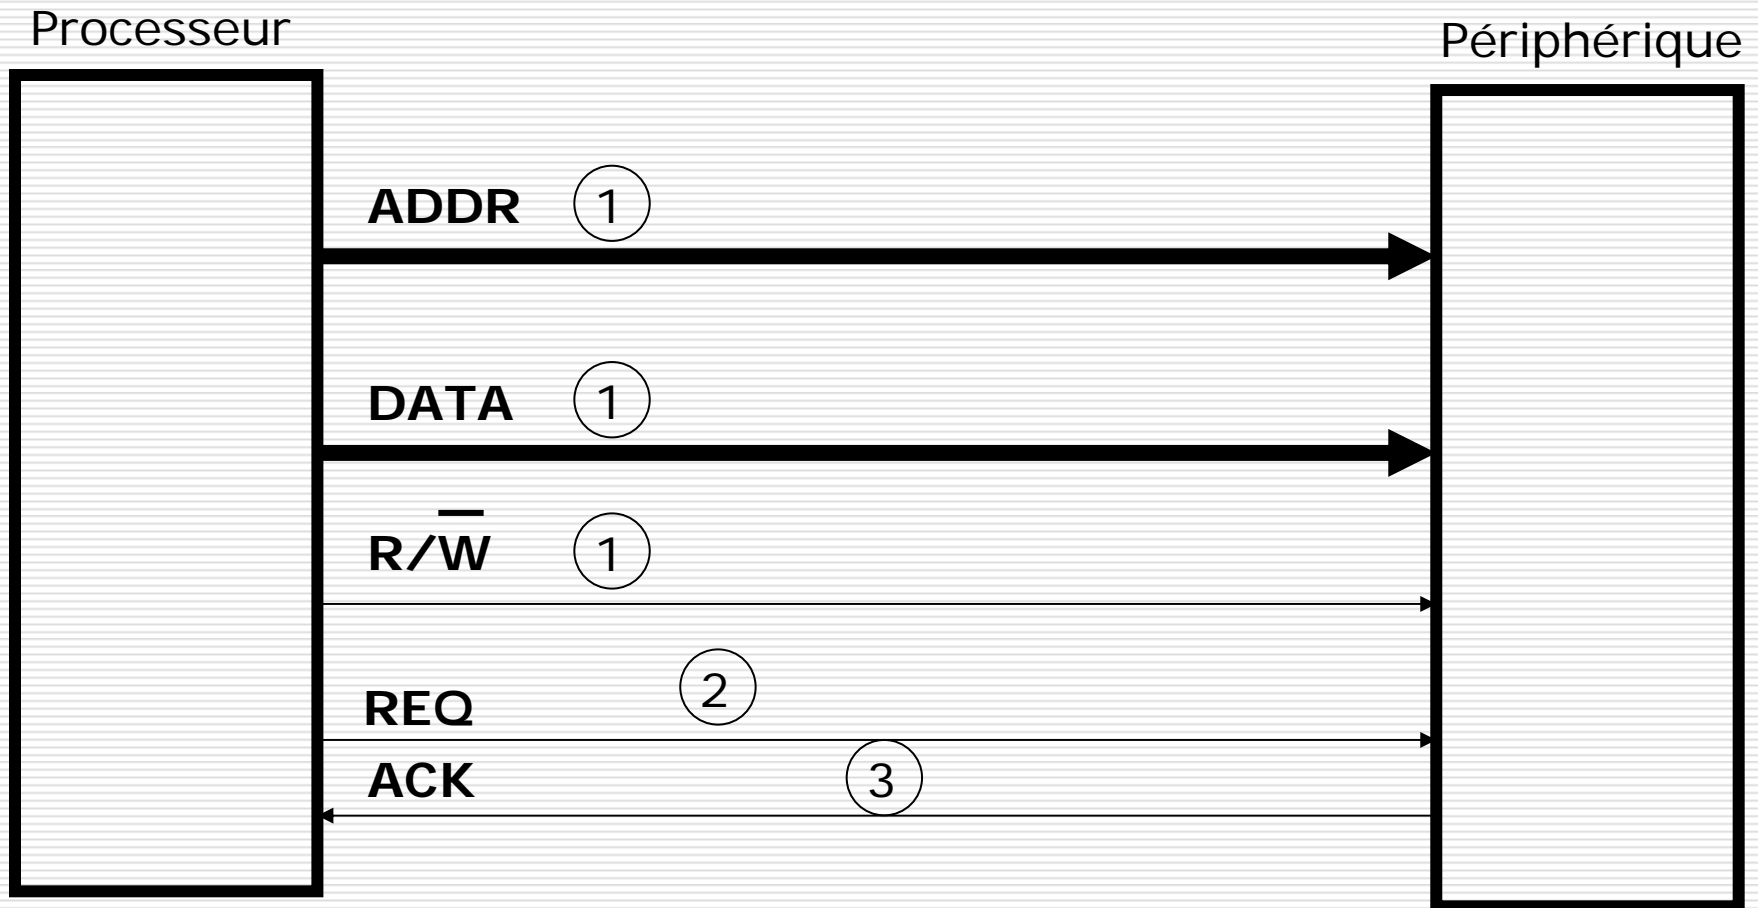 Processeur
Périphérique
ADDR 1
DATA 1
R/W̅ 1
REQ 2
ACK 3